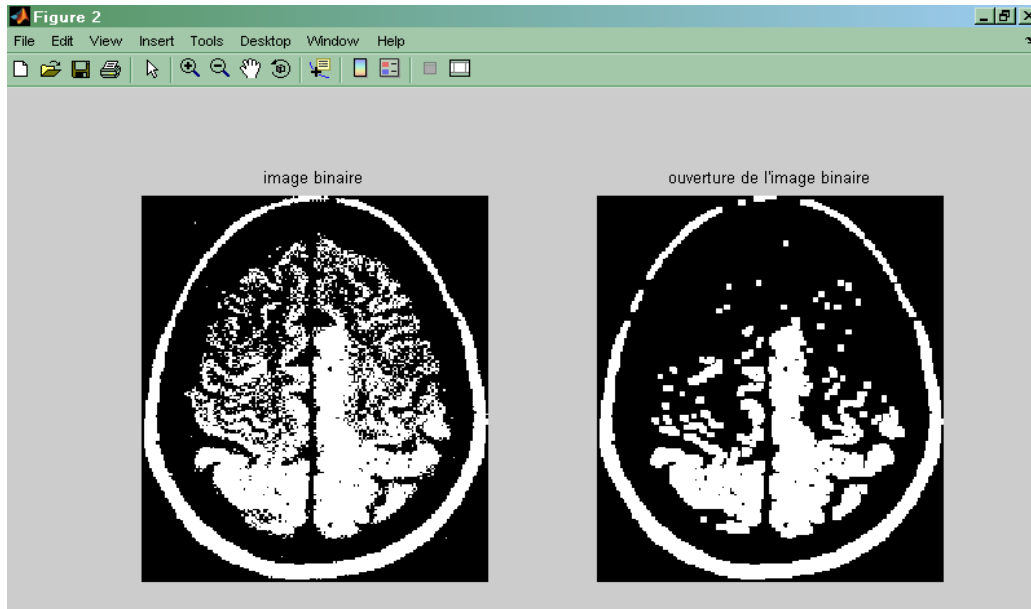 Figure 2
File Edit View Insert Tools Desktop Window Help
image binaire
ouverture de l'image binaire